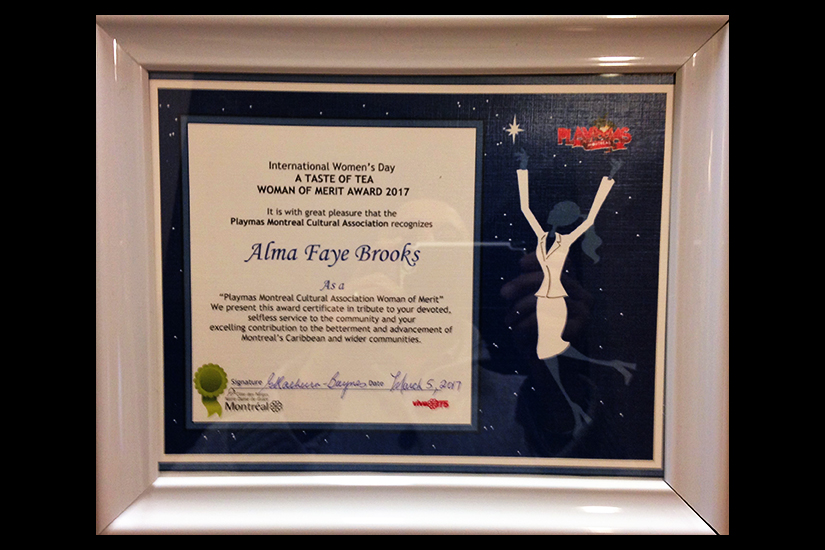 PLAYMAS
International Women's Day
A TASTE OF TEA
WOMAN OF MERIT AWARD 2017
It is with great pleasure that the
Playmas Montreal Cultural Association recognizes
Alma Faye Brooks
As a
"Playmas Montreal Cultural Association Woman of Merit"
We present this award certificate in tribute to your devoted,
selfless service to the community and your
excelling contribution to the betterment and advancement of
Montreal's Caribbean and wider communities.
Signature Date March 5, 2017
Montréal
vive 375